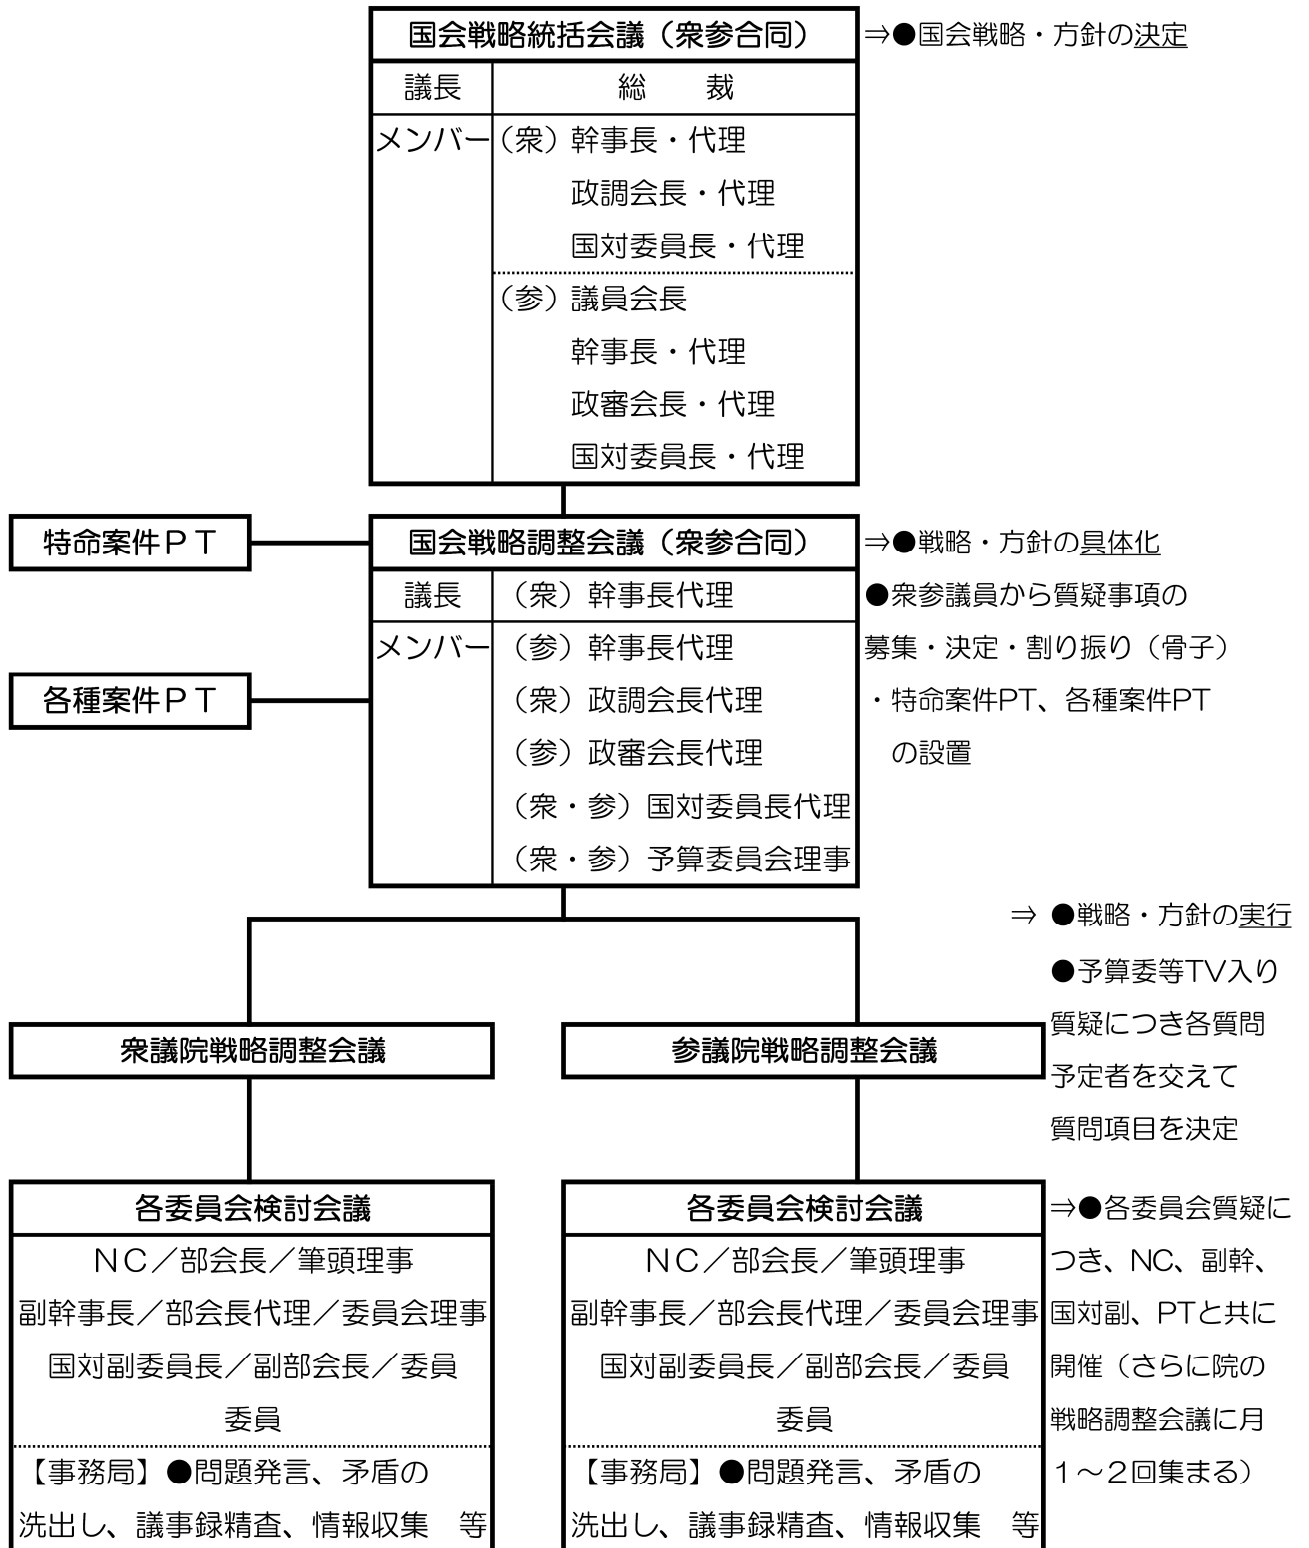 国会戦略統括会議（衆参合同）
⇒●国会戦略・方針の決定
議長　総　裁
メンバー（衆）幹事長・代理
政調会長・代理
国対委員長・代理
（参）議員会長
幹事長・代理
政審会長・代理
国対委員長・代理
特命案件ＰＴ
国会戦略調整会議（衆参合同）
⇒●戦略・方針の具体化
議長　（衆）幹事長代理
●衆参議員から質疑事項の
メンバー　（参）幹事長代理
募集・決定・割り振り（骨子）
各種案件ＰＴ
（衆）政調会長代理
・特命案件PT、各種案件PT
（参）政審会長代理
の設置
（衆・参）国対委員長代理
（衆・参）予算委員会理事
⇒ ●戦略・方針の実行
●予算委等TV入り
質疑につき各質問
予定者を交えて
質問項目を決定
衆議院戦略調整会議
参議院戦略調整会議
各委員会検討会議
ＮＣ／部会長／筆頭理事
副幹事長／部会長代理／委員会理事
国対副委員長／副部会長／委員
委員
【事務局】●問題発言、矛盾の
洗出し、議事録精査、情報収集　等
各委員会検討会議
ＮＣ／部会長／筆頭理事
副幹事長／部会長代理／委員会理事
国対副委員長／副部会長／委員
委員
【事務局】●問題発言、矛盾の
洗出し、議事録精査、情報収集　等
⇒●各委員会質疑に
つき、NC、副幹、
国対副、PTと共に
開催（さらに院の
戦略調整会議に月
１～２回集まる）